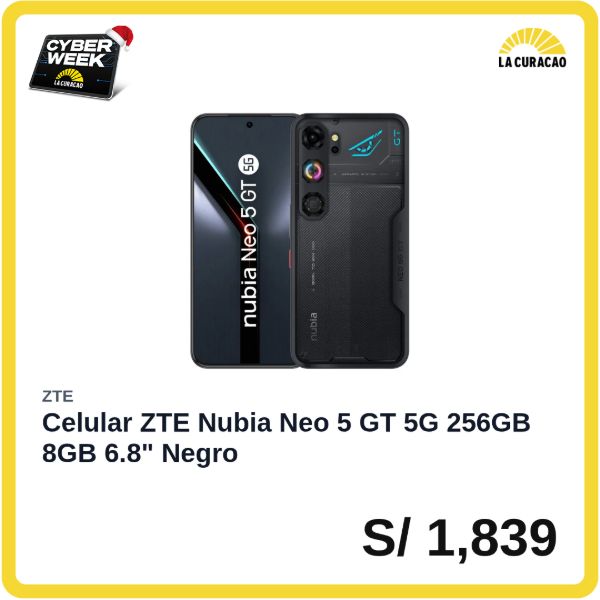 CYBER
WEEK
LA CURACAO
LA CURACAO
nubia Neo 5 GT 5G
GT
nubia
ZTE
Celular ZTE Nubia Neo 5 GT 5G 256GB
8GB 6.8" Negro
S/ 1,839